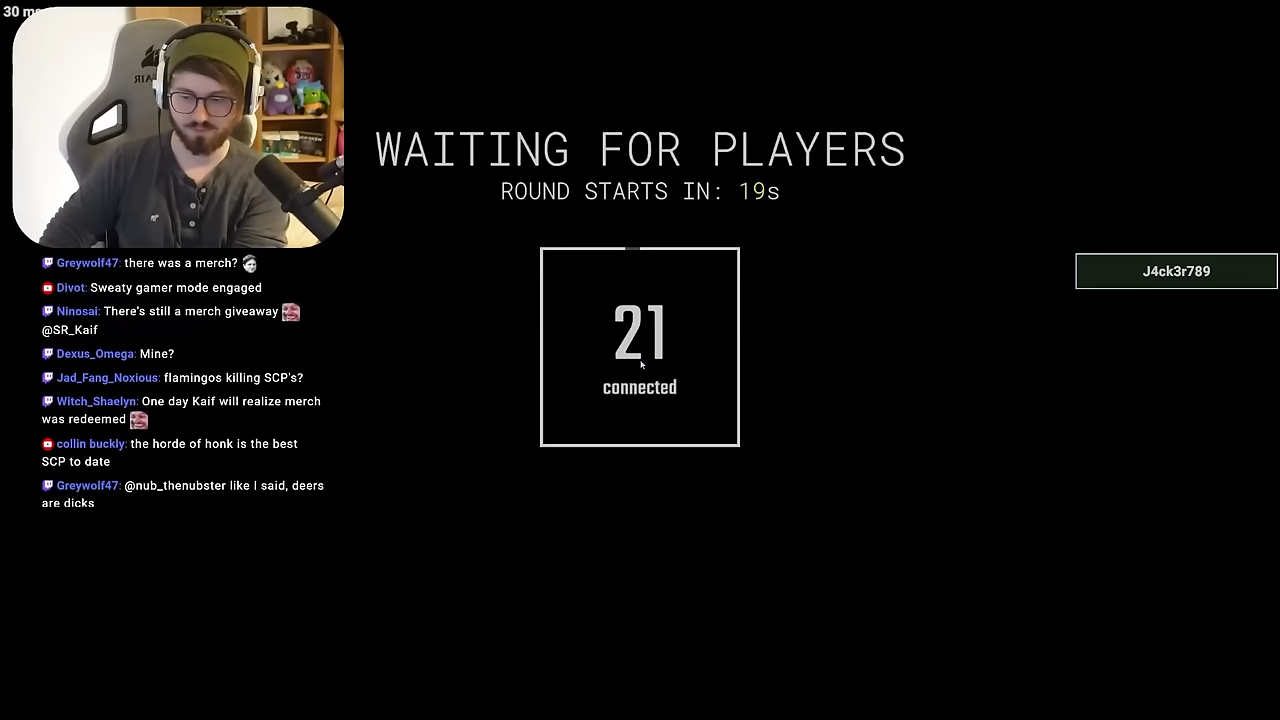 30 ms
WAITING FOR PLAYERS
ROUND STARTS IN: 19s
21
connected
J4ck3r789
Greywolf47: there was a merch?
Divot: Sweaty gamer mode engaged
Ninosai: There's still a merch giveaway
@SR_Kaif
Dexus_Omega: Mine?
Jad_Fang_Noxious: flamingos killing SCP's?
Witch_Shaelyn: One day Kaif will realize merch
was redeemed
collin buckly: the horde of honk is the best
SCP to date
Greywolf47: @nub_thenubster like I said, deers
are dicks